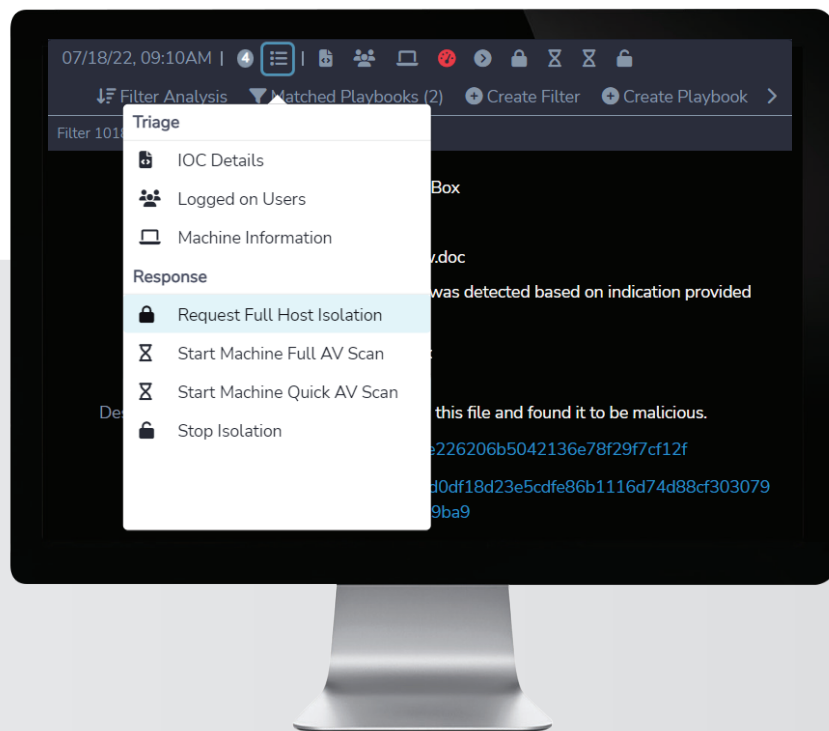 07/18/22, 09:10AM | 4 |
Filter Analysis Matched Playbooks (2) Create Filter Create Playbook
Filter 1018
Triage
IOC Details
Box
Logged on Users
Machine Information
.doc
Response
was detected based on indication provided
Request Full Host Isolation
Start Machine Full AV Scan
Start Machine Quick AV Scan
Des this file and found it to be malicious.
Stop Isolation
e226206b5042136e78f29f7cf12f
d0df18d23e5cdfe86b1116d74d88cf303079
9ba9